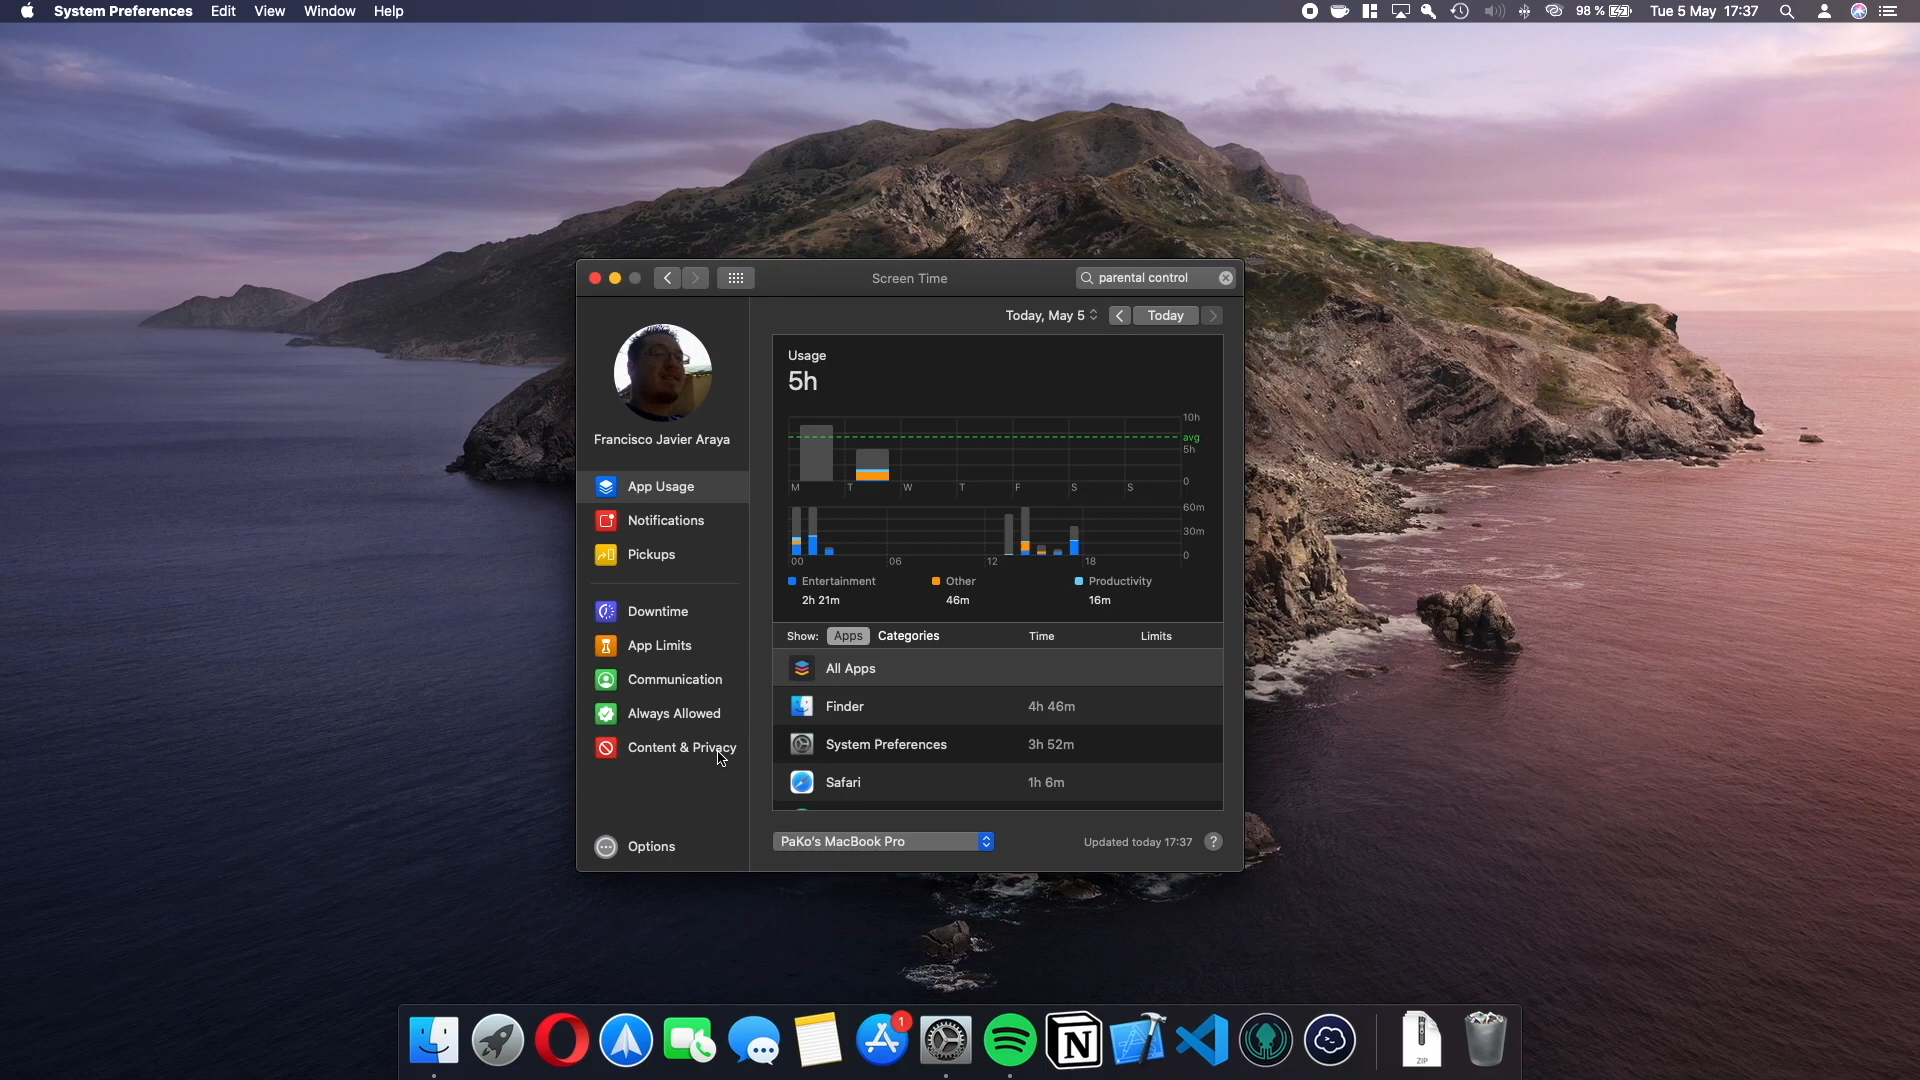 System Preferences Edit View Window Help
98 % Tue 5 May 17:37
Screen Time
parental control
Today, May 5 Today
Francisco Javier Araya
App Usage
Notifications
Pickups
Downtime
App Limits
Communication
Always Allowed
Content & Privacy
Options
Usage
5h
10h
avg
5h
0
M T W T F S S
60m
30m
0
00 06 12 18
Entertainment Other Productivity
2h 21m 46m 16m
Show: Apps Categories Time Limits
All Apps
Finder 4h 46m
System Preferences 3h 52m
Safari 1h 6m
PaKo's MacBook Pro Updated today 17:37 ?
1
N
ZIP